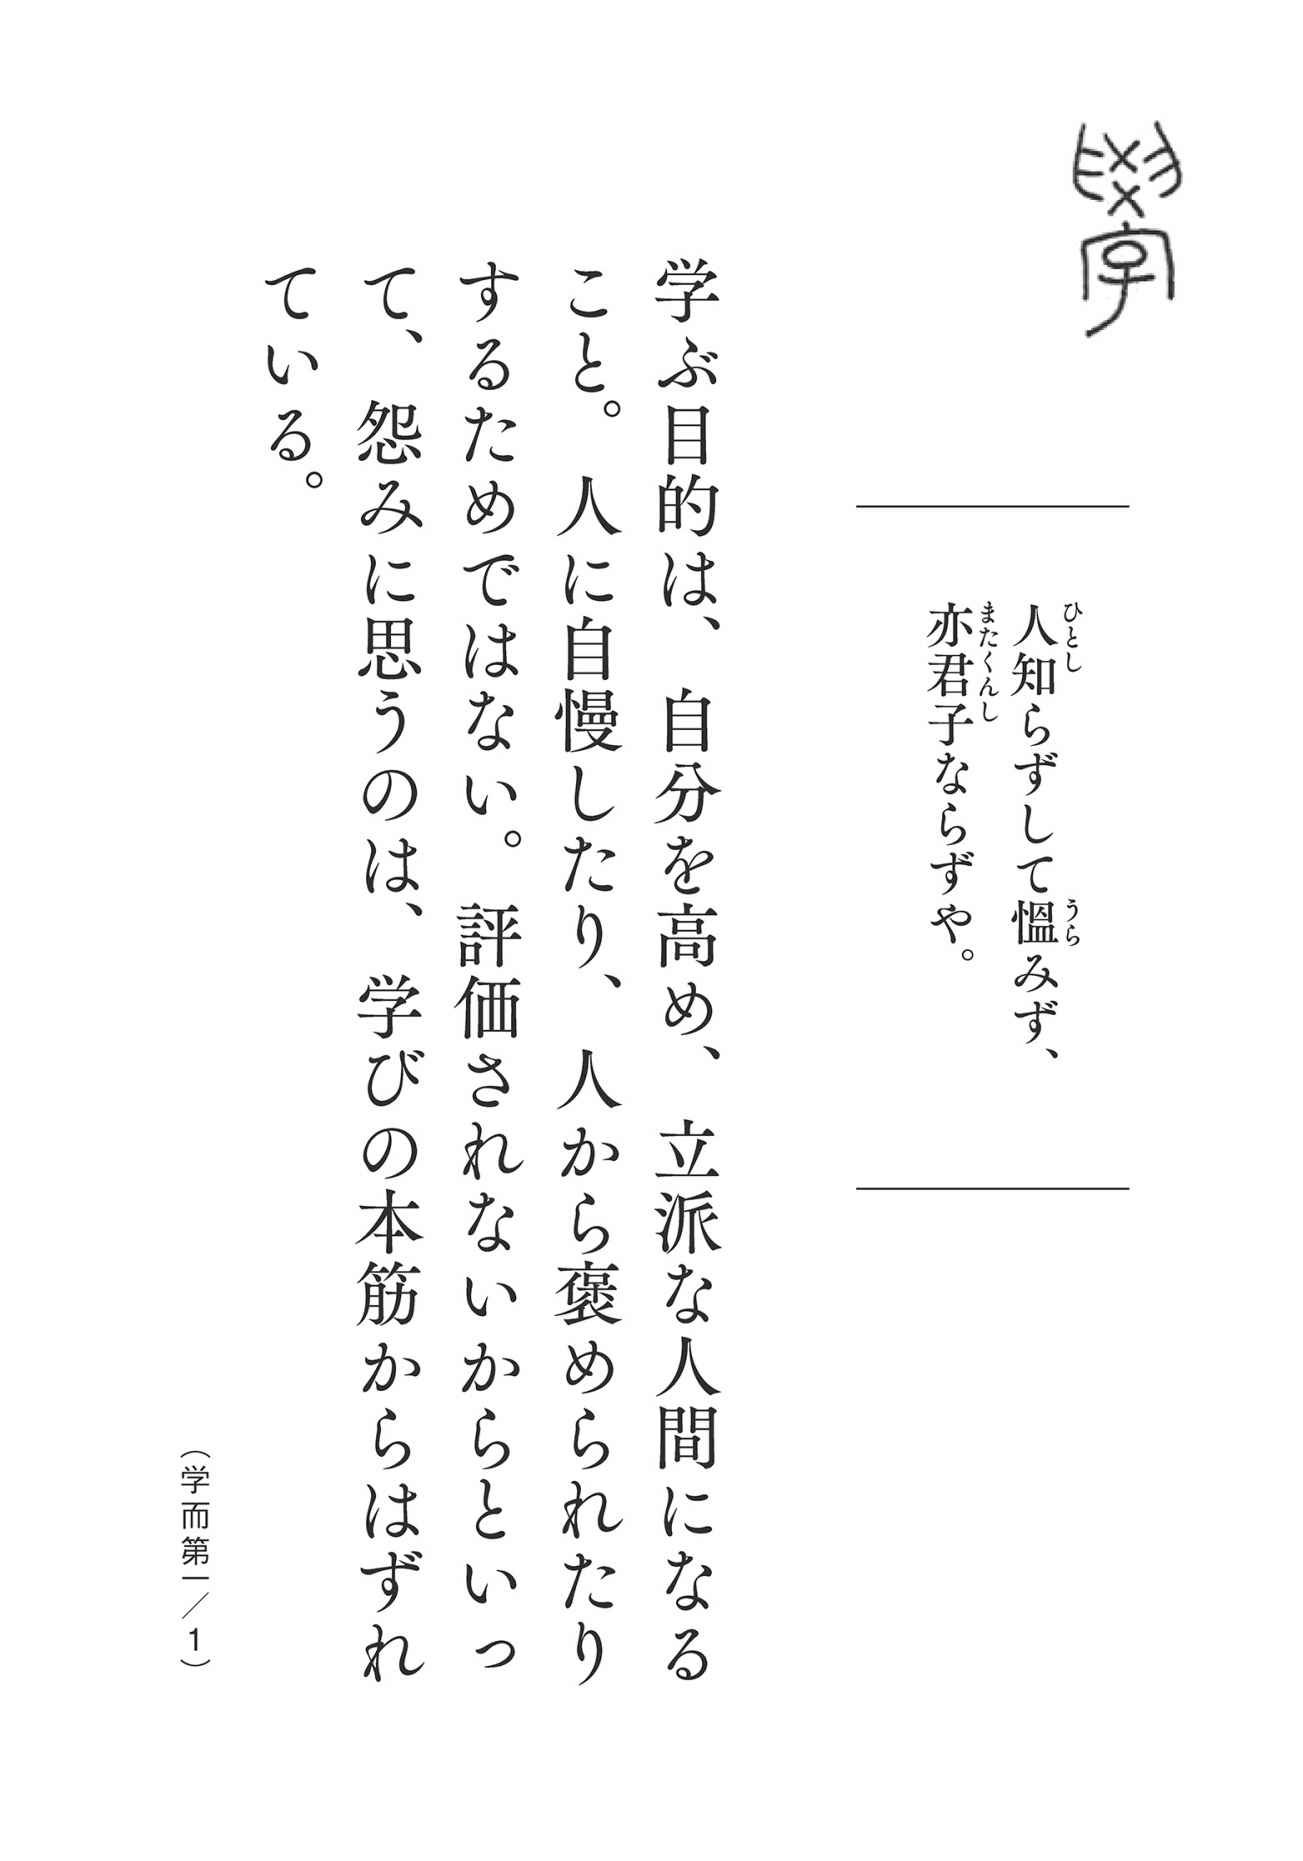 學
人知らずして慍みず、
亦君子ならずや。
学ぶ目的は、自分を高め、立派な人間になる
こと。人に自慢したり、人から褒められたり
するためではない。評価されないからといっ
て、怨みに思うのは、学びの本筋からはずれ
ている。
（学而第一／1）